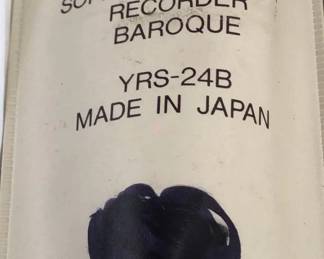 RECORDER
BAROQUE
YRS-24B
MADE IN JAPAN